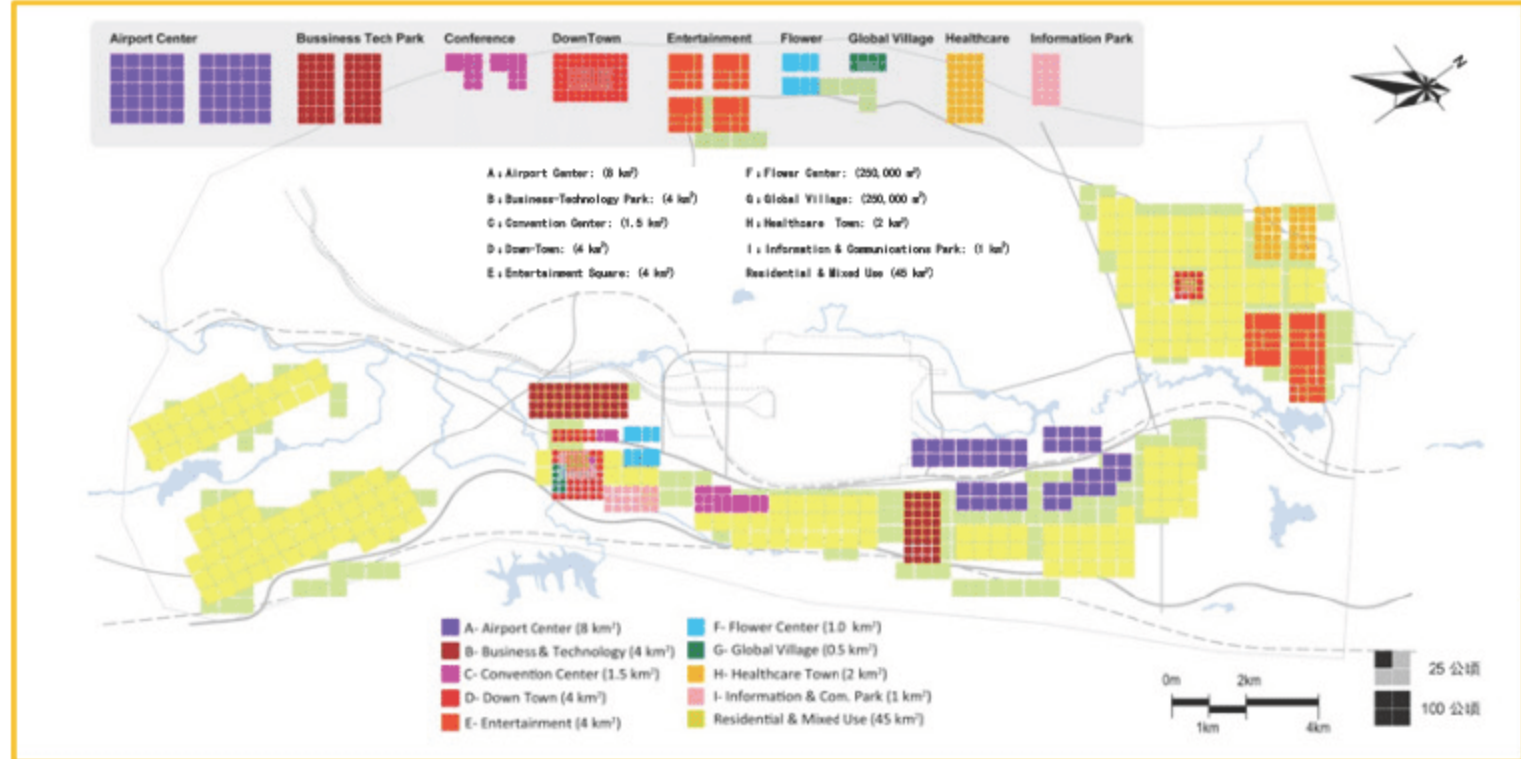 Airport Center
Bussiness Tech Park
Conference
DownTown
Entertainment
Flower
Global Village
Healthcare
Information Park
N
A: Airport Center: (8 km²)
B: Business-Technology Park: (4 km²)
C: Convention Center: (1.5 km²)
D: Down-Town: (4 km²)
E: Entertainment Square: (4 km²)
F: Flower Center: (250,000 m²)
G: Global Village: (250,000 m²)
H: Healthcare Town: (2 km²)
I: Information & Communications Park: (1 km²)
Residential & Mixed Use (45 km²)
A- Airport Center (8 km²)
B- Business & Technology (4 km²)
C- Convention Center (1.5 km²)
D- Down Town (4 km²)
E- Entertainment (4 km²)
F- Flower Center (1.0 km²)
G- Global Village (0.5 km²)
H- Healthcare Town (2 km²)
I- Information & Com. Park (1 km²)
Residential & Mixed Use (45 km²)
0m 2km
1km 4km
25 公頃
100 公頃